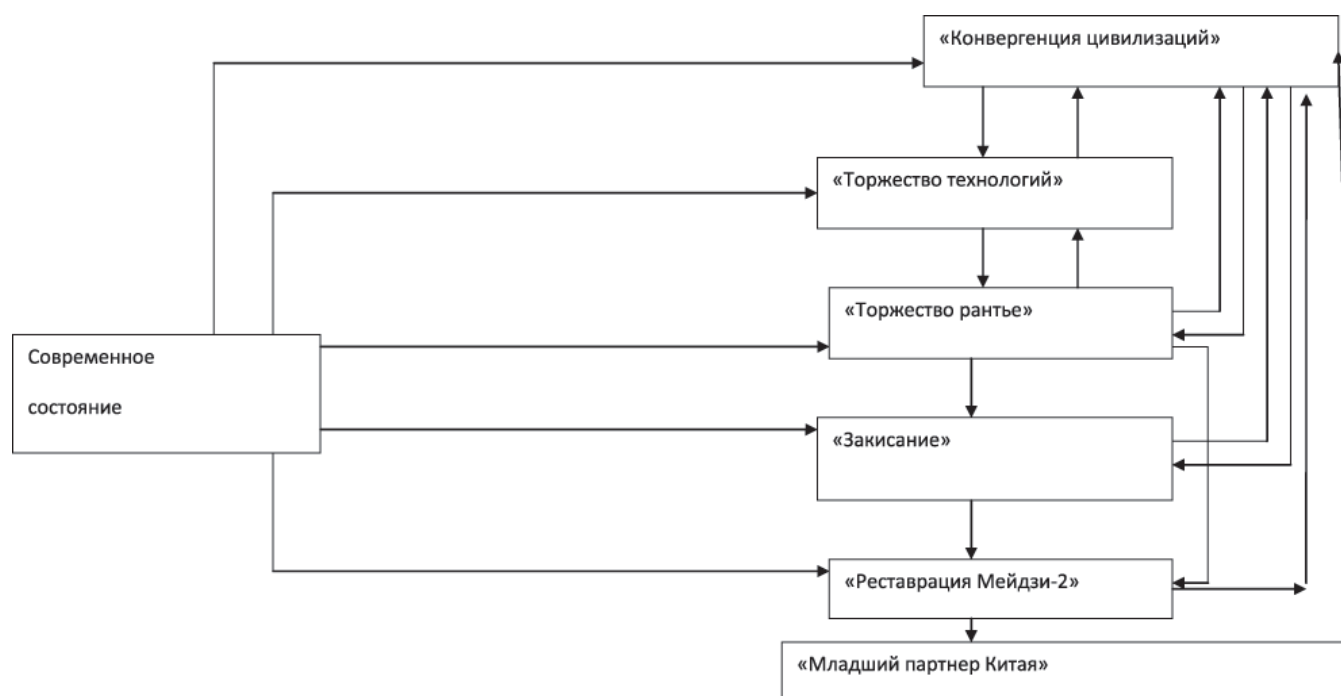 «Конвергенция цивилизаций»
«Торжество технологий»
«Торжество рантье»
Современное
состояние
«Закисание»
«Реставрация Мейдзи-2»
«Младший партнер Китая»